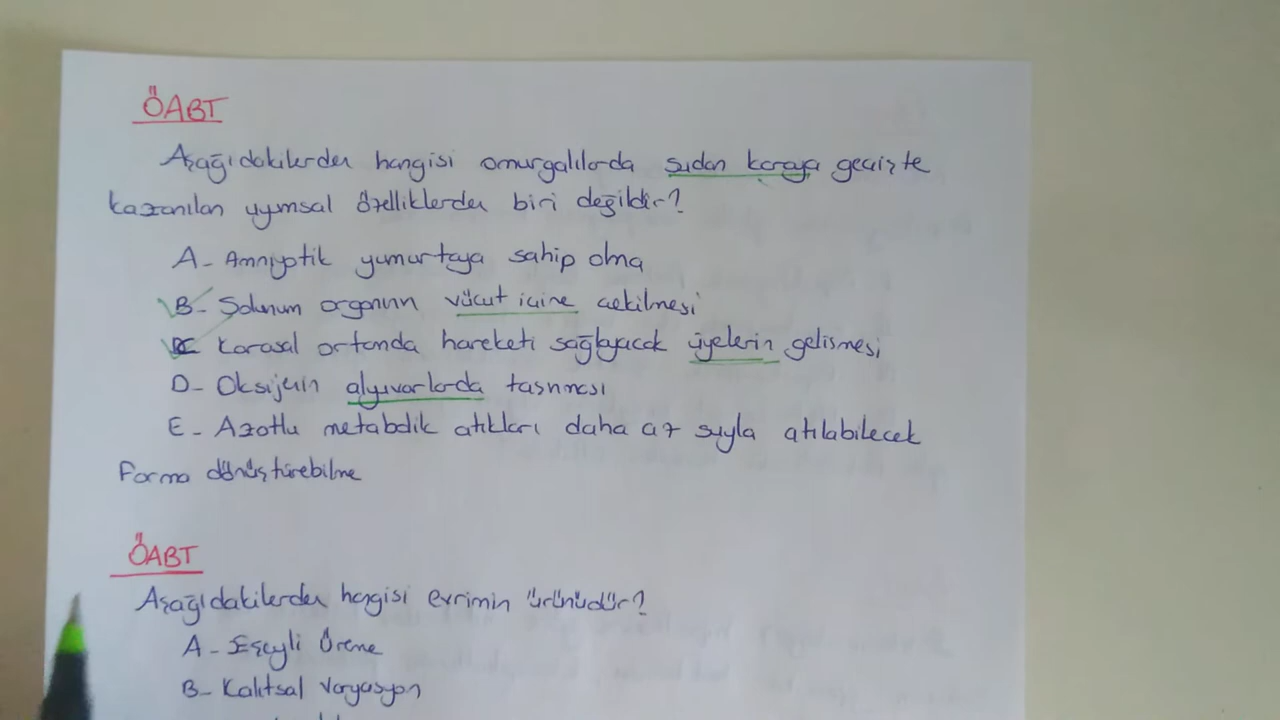 ÖABT
Aşağıdakilerden hangisi omurgalılarda sudan karaya geçişte
kazanılan uyumsal özelliklerden biri değildir?
A- Amniyotik yumurtaya sahip olma
B- Solunum organının vücut içine çekilmesi
C Karasal ortamda hareketi sağlayacak üyelerin gelişmesi
D- Oksijenin alyuvarlarda taşınması
E- Azotlu metabolik atıkları daha az suyla atılabilecek
forma dönüştürebilme
ÖABT
Aşağıdakilerden hangisi evrimin ürünüdür?
A- Eşeyli Üreme
B- Kalıtsal Varyasyon